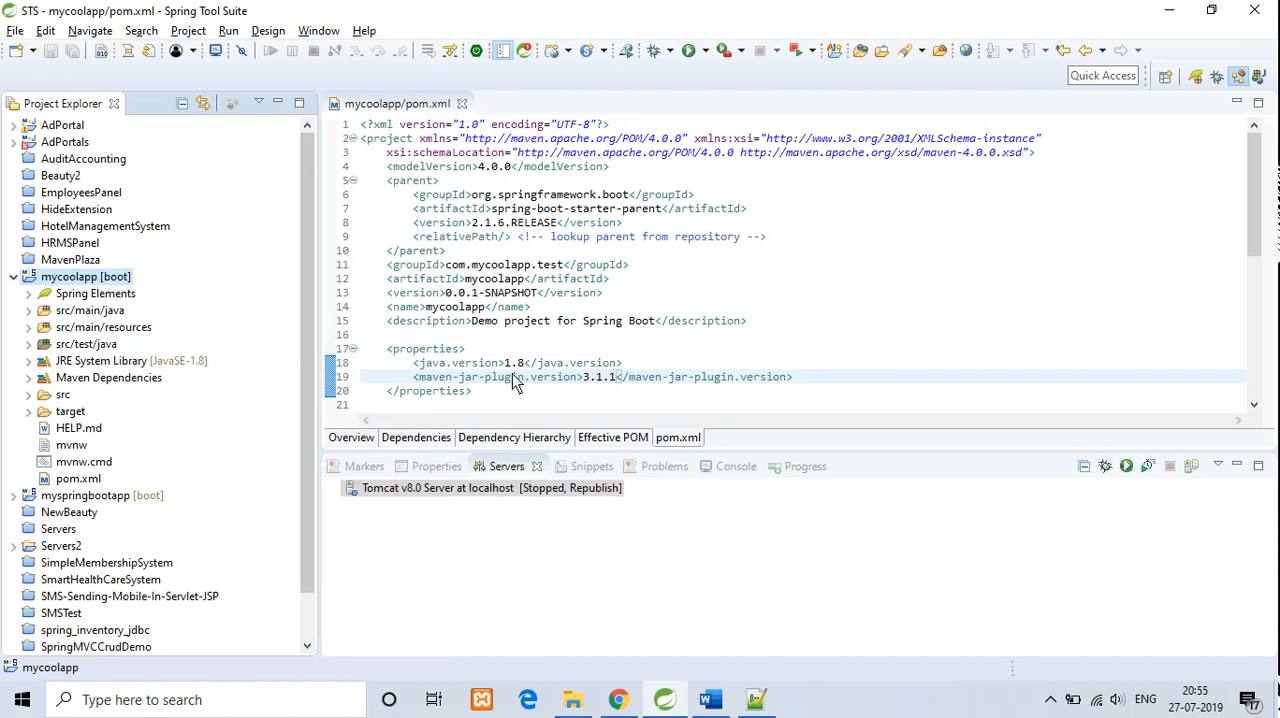 STS - mycoolapp/pom.xml - Spring Tool Suite
File Edit Navigate Search Project Run Design Window Help
Quick Access
Project Explorer
AdPortal
AdPortals
AuditAccounting
Beauty2
EmployeesPanel
HideExtension
HotelManagementSystem
HRMSPanel
MavenPlaza
mycoolapp [boot]
Spring Elements
src/main/java
src/main/resources
src/test/java
JRE System Library [JavaSE-1.8]
Maven Dependencies
src
target
HELP.md
mvnw
mvnw.cmd
pom.xml
myspringbootapp [boot]
NewBeauty
Servers
Servers2
SimpleMembershipSystem
SmartHealthCareSystem
SMS-Sending-Mobile-In-Servlet-JSP
SMSTest
spring_inventory_jdbc
SpringMVCCrudDemo
mycoolapp/pom.xml
1 <?xml version="1.0" encoding="UTF-8"?>
2 <project xmlns="http://maven.apache.org/POM/4.0.0" xmlns:xsi="http://www.w3.org/2001/XMLSchema-instance"
3 xsi:schemaLocation="http://maven.apache.org/POM/4.0.0 http://maven.apache.org/xsd/maven-4.0.0.xsd">
4 <modelVersion>4.0.0</modelVersion>
5 <parent>
6 <groupId>org.springframework.boot</groupId>
7 <artifactId>spring-boot-starter-parent</artifactId>
8 <version>2.1.6.RELEASE</version>
9 <relativePath/> <!-- lookup parent from repository -->
10 </parent>
11 <groupId>com.mycoolapp.test</groupId>
12 <artifactId>mycoolapp</artifactId>
13 <version>0.0.1-SNAPSHOT</version>
14 <name>mycoolapp</name>
15 <description>Demo project for Spring Boot</description>
16
17 <properties>
18 <java.version>1.8</java.version>
19 <maven-jar-plugin.version>3.1.1</maven-jar-plugin.version>
20 </properties>
21
Overview Dependencies Dependency Hierarchy Effective POM pom.xml
Markers Properties Servers Snippets Problems Console Progress
Tomcat v8.0 Server at localhost [Stopped, Republish]
mycoolapp
Type here to search
ENG
20:55
27-07-2019
17